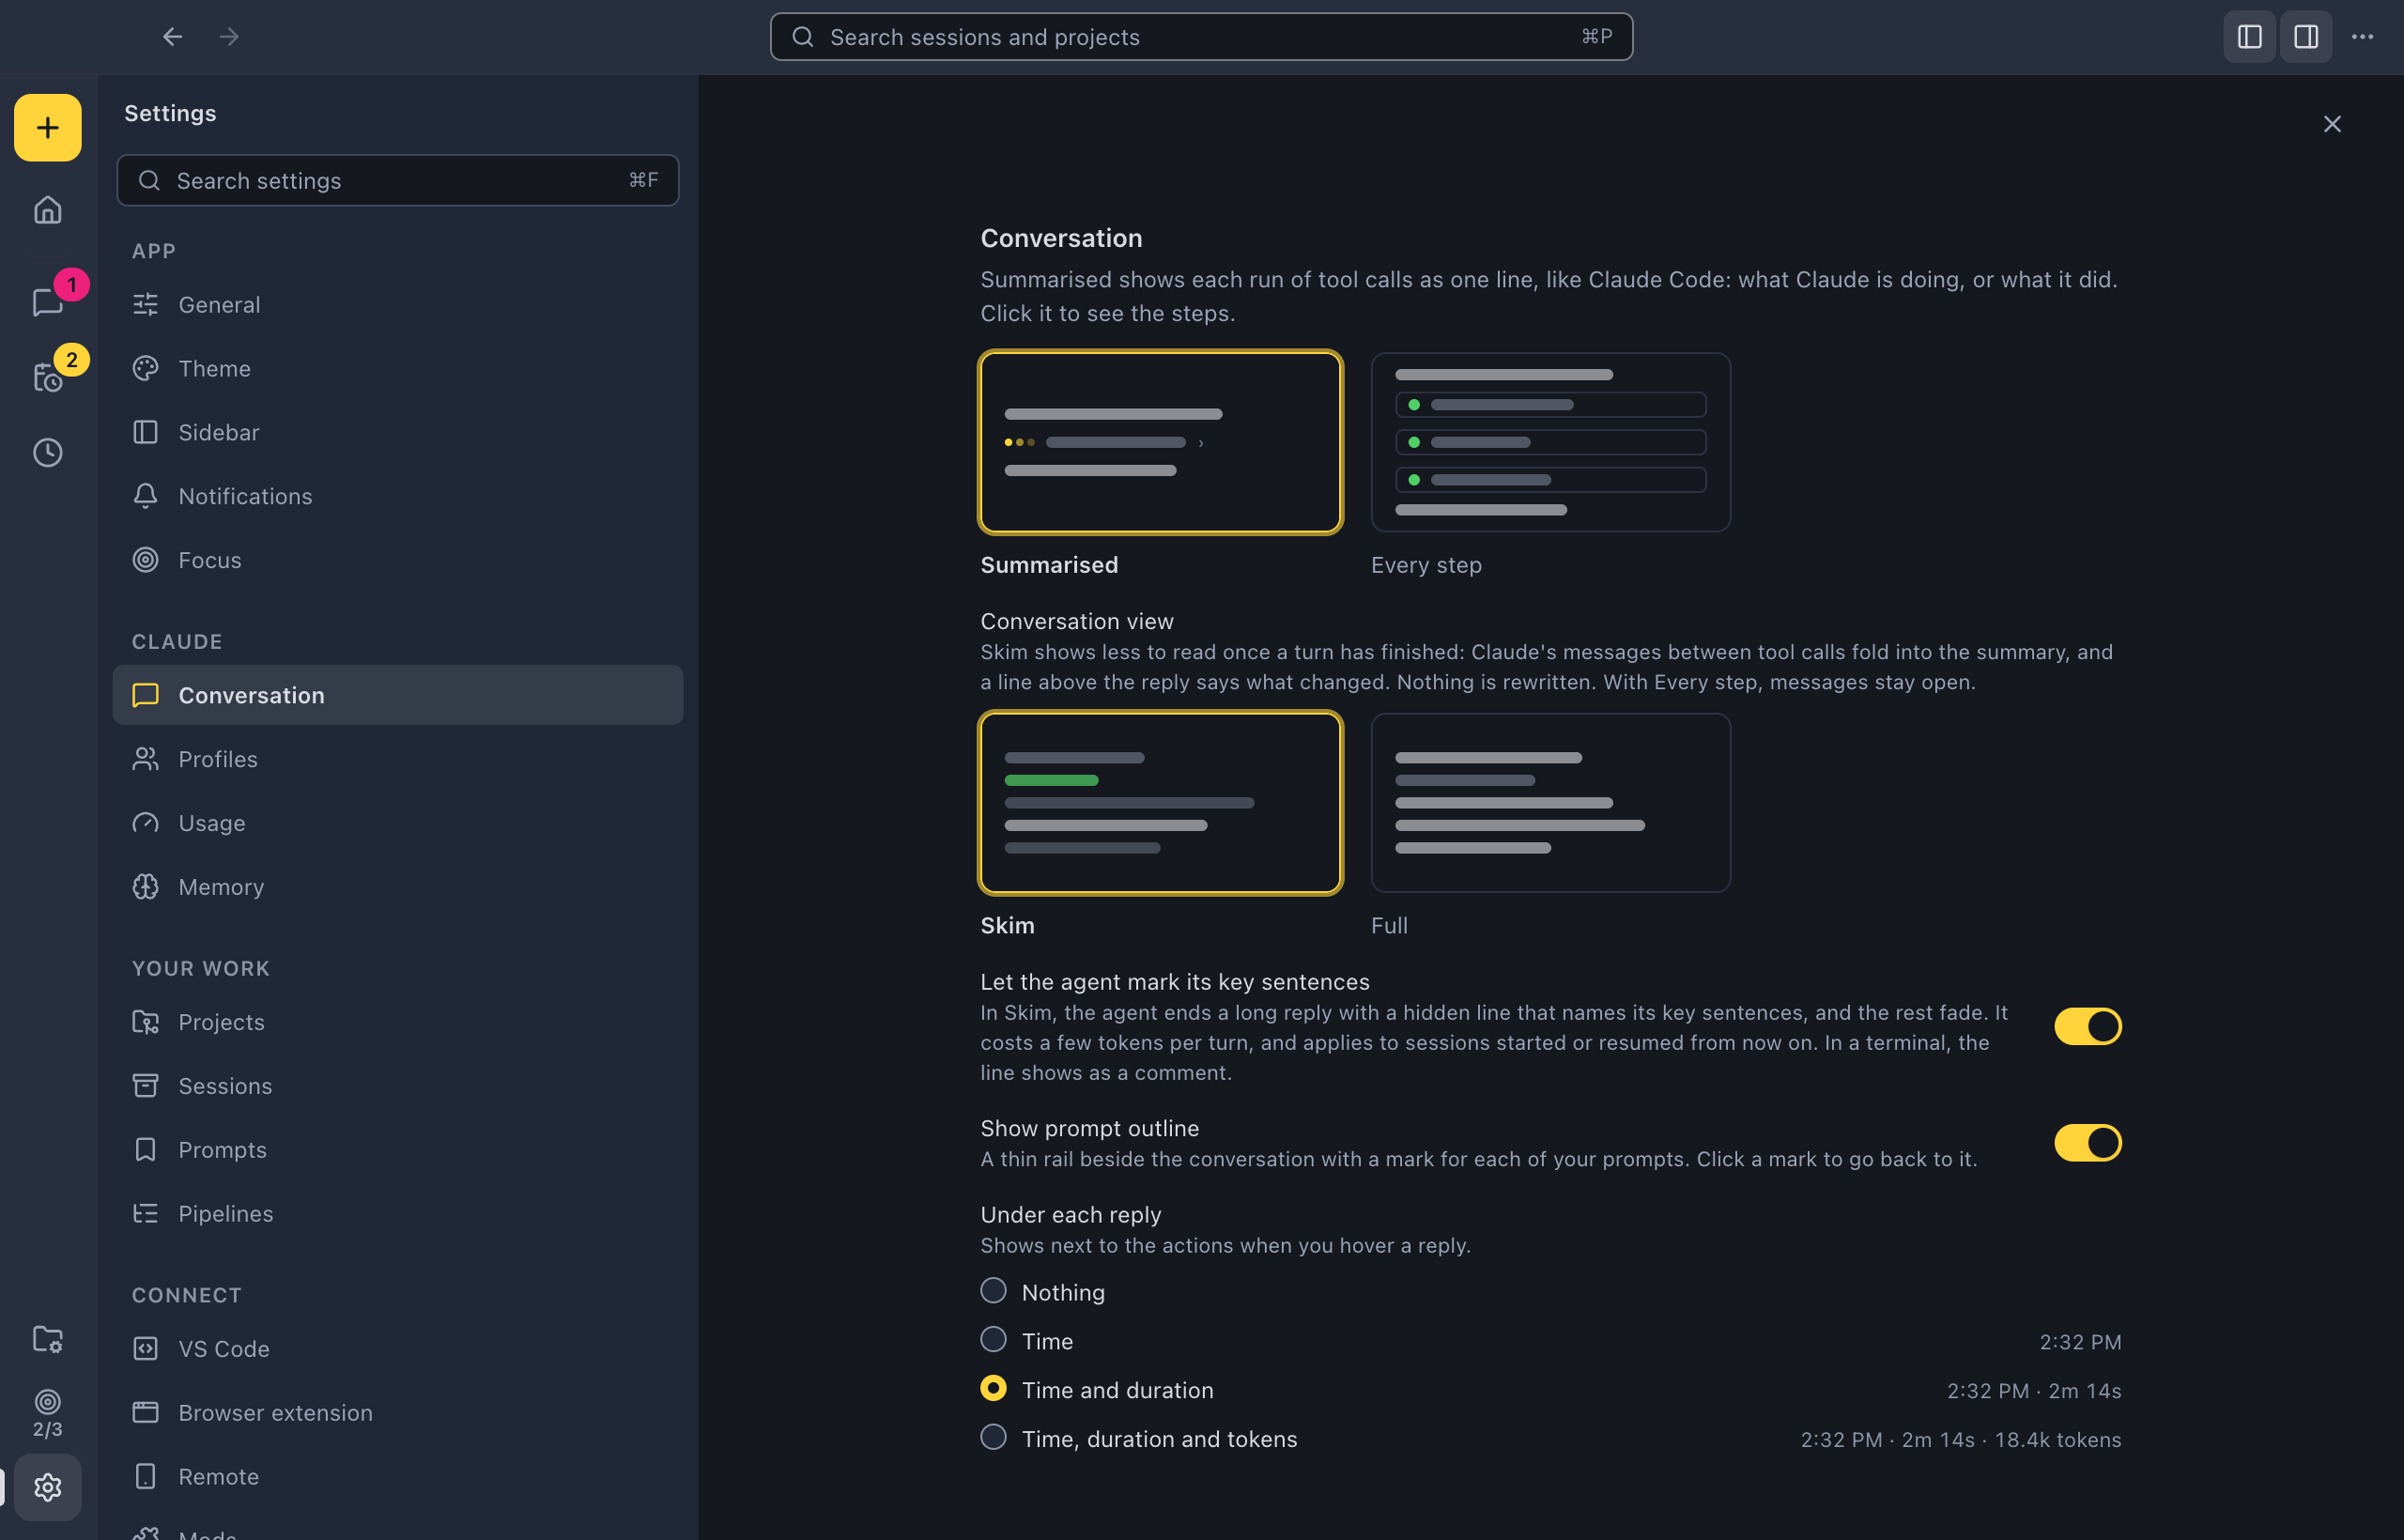 Search sessions and projects
⌘P
Settings
Search settings
⌘F
APP
General
Theme
Sidebar
Notifications
Focus
CLAUDE
Conversation
Profiles
Usage
Memory
YOUR WORK
Projects
Sessions
Prompts
Pipelines
CONNECT
VS Code
Browser extension
Remote
Mods
1
2
2/3
Conversation
Summarised shows each run of tool calls as one line, like Claude Code: what Claude is doing, or what it did.
Click it to see the steps.
Summarised
Every step
Conversation view
Skim shows less to read once a turn has finished: Claude's messages between tool calls fold into the summary, and
a line above the reply says what changed. Nothing is rewritten. With Every step, messages stay open.
Skim
Full
Let the agent mark its key sentences
In Skim, the agent ends a long reply with a hidden line that names its key sentences, and the rest fade. It
costs a few tokens per turn, and applies to sessions started or resumed from now on. In a terminal, the
line shows as a comment.
Show prompt outline
A thin rail beside the conversation with a mark for each of your prompts. Click a mark to go back to it.
Under each reply
Shows next to the actions when you hover a reply.
Nothing
Time
2:32 PM
Time and duration
2:32 PM · 2m 14s
Time, duration and tokens
2:32 PM · 2m 14s · 18.4k tokens